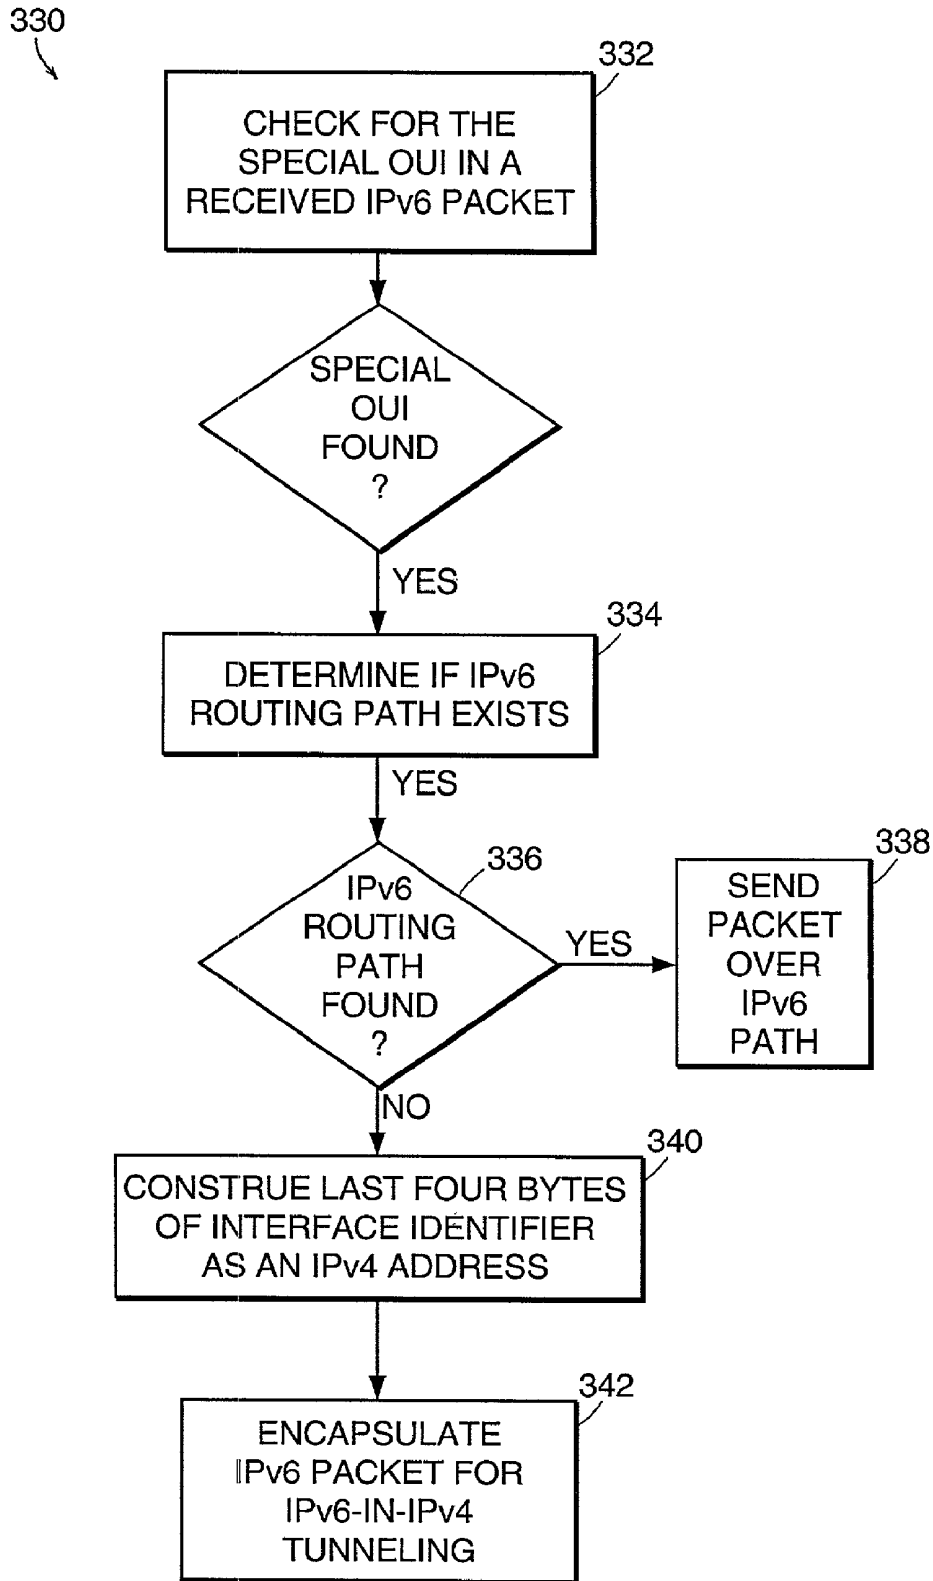 330
332
CHECK FOR THE
SPECIAL OUI IN A
RECEIVED IPv6 PACKET
SPECIAL
OUI
FOUND
?
YES
334
DETERMINE IF IPv6
ROUTING PATH EXISTS
YES
336
IPv6
ROUTING
PATH
FOUND
?
YES
338
SEND
PACKET
OVER
IPv6
PATH
NO
340
CONSTRUE LAST FOUR BYTES
OF INTERFACE IDENTIFIER
AS AN IPv4 ADDRESS
342
ENCAPSULATE
IPv6 PACKET FOR
IPv6-IN-IPv4
TUNNELING